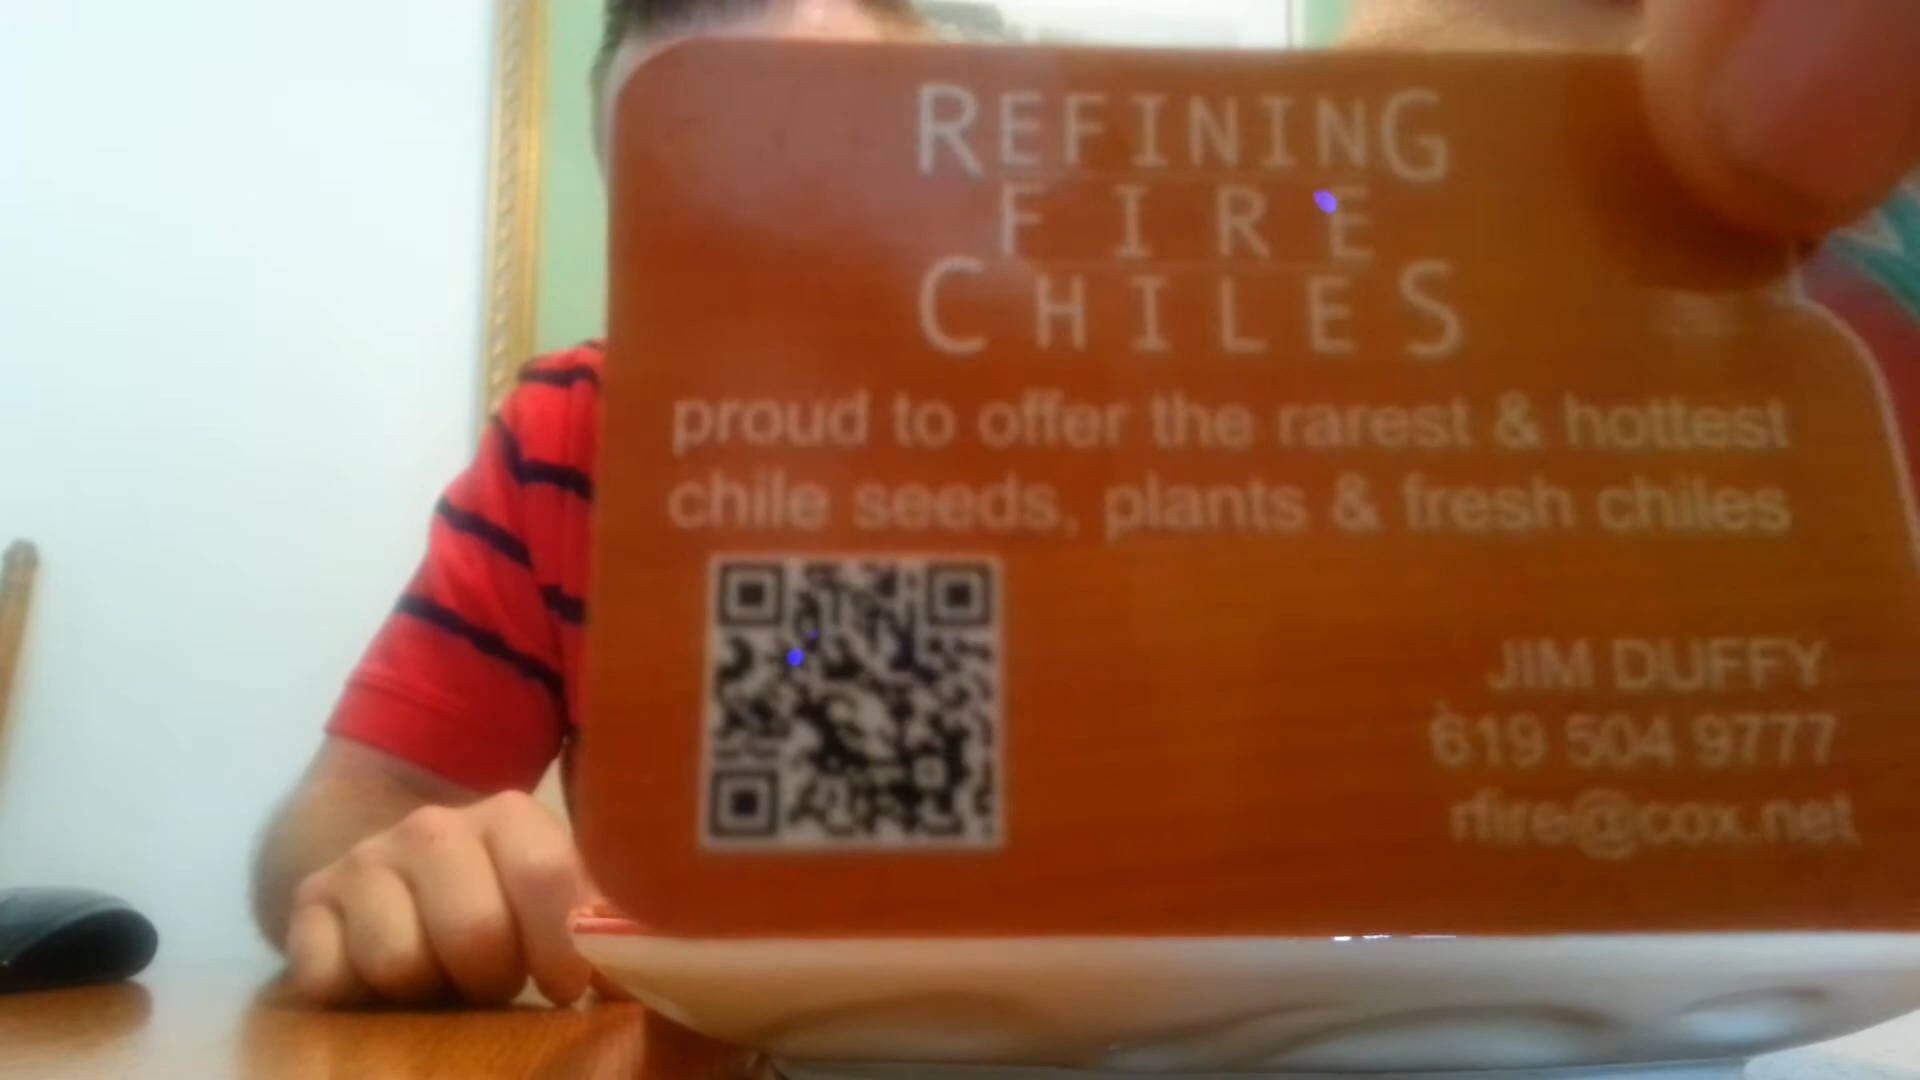 REFINING
FIRE
CHILES
proud to offer the rarest & hottest
chile seeds, plants & fresh chiles
JIM DUFFY
619 504 9777
rfire@cox.net